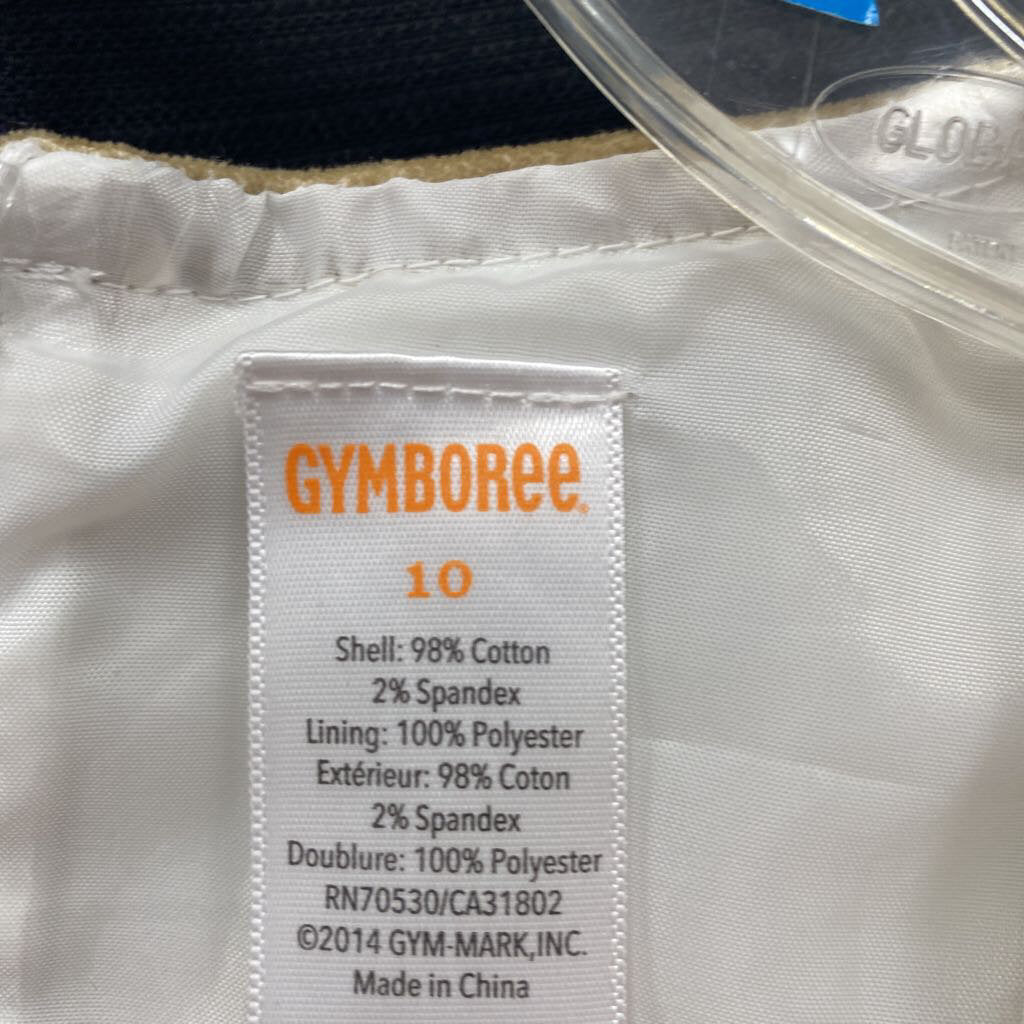 GYMBOREE
10
Shell: 98% Cotton
2% Spandex
Lining: 100% Polyester
Extérieur: 98% Coton
2% Spandex
Doublure: 100% Polyester
RN70530/CA31802
©2014 GYM-MARK,INC.
Made in China